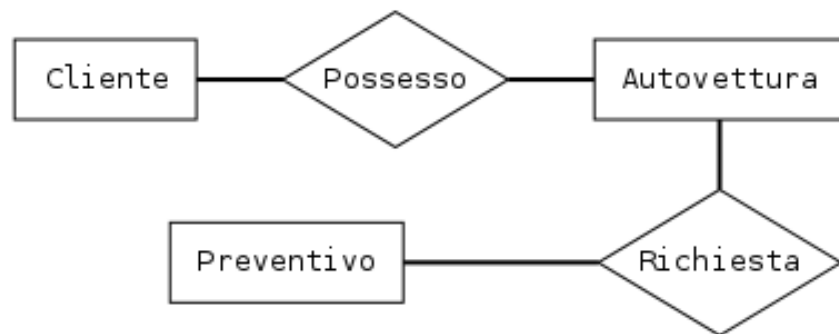 Cliente
Possesso
Autovettura
Preventivo
Richiesta